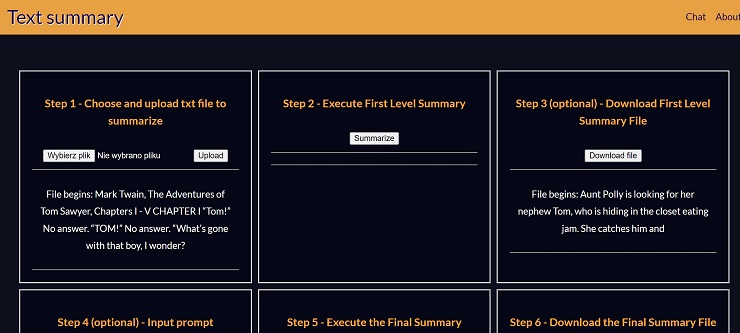 Text summary
Chat About
Step 1 - Choose and upload txt file to
summarize
Wybierz plik Nie wybrano pliku Upload
File begins: Mark Twain, The Adventures of
Tom Sawyer, Chapters I - V CHAPTER I “Tom!”
No answer. “TOM!” No answer. “What’s gone
with that boy, I wonder?
Step 2 - Execute First Level Summary
Summarize
Step 3 (optional) - Download First Level
Summary File
Download file
File begins: Aunt Polly is looking for her
nephew Tom, who is hiding in the closet eating
jam. She catches him and
Step 4 (optional) - Input prompt
Step 5 - Execute the Final Summary
Step 6 - Download the Final Summary File